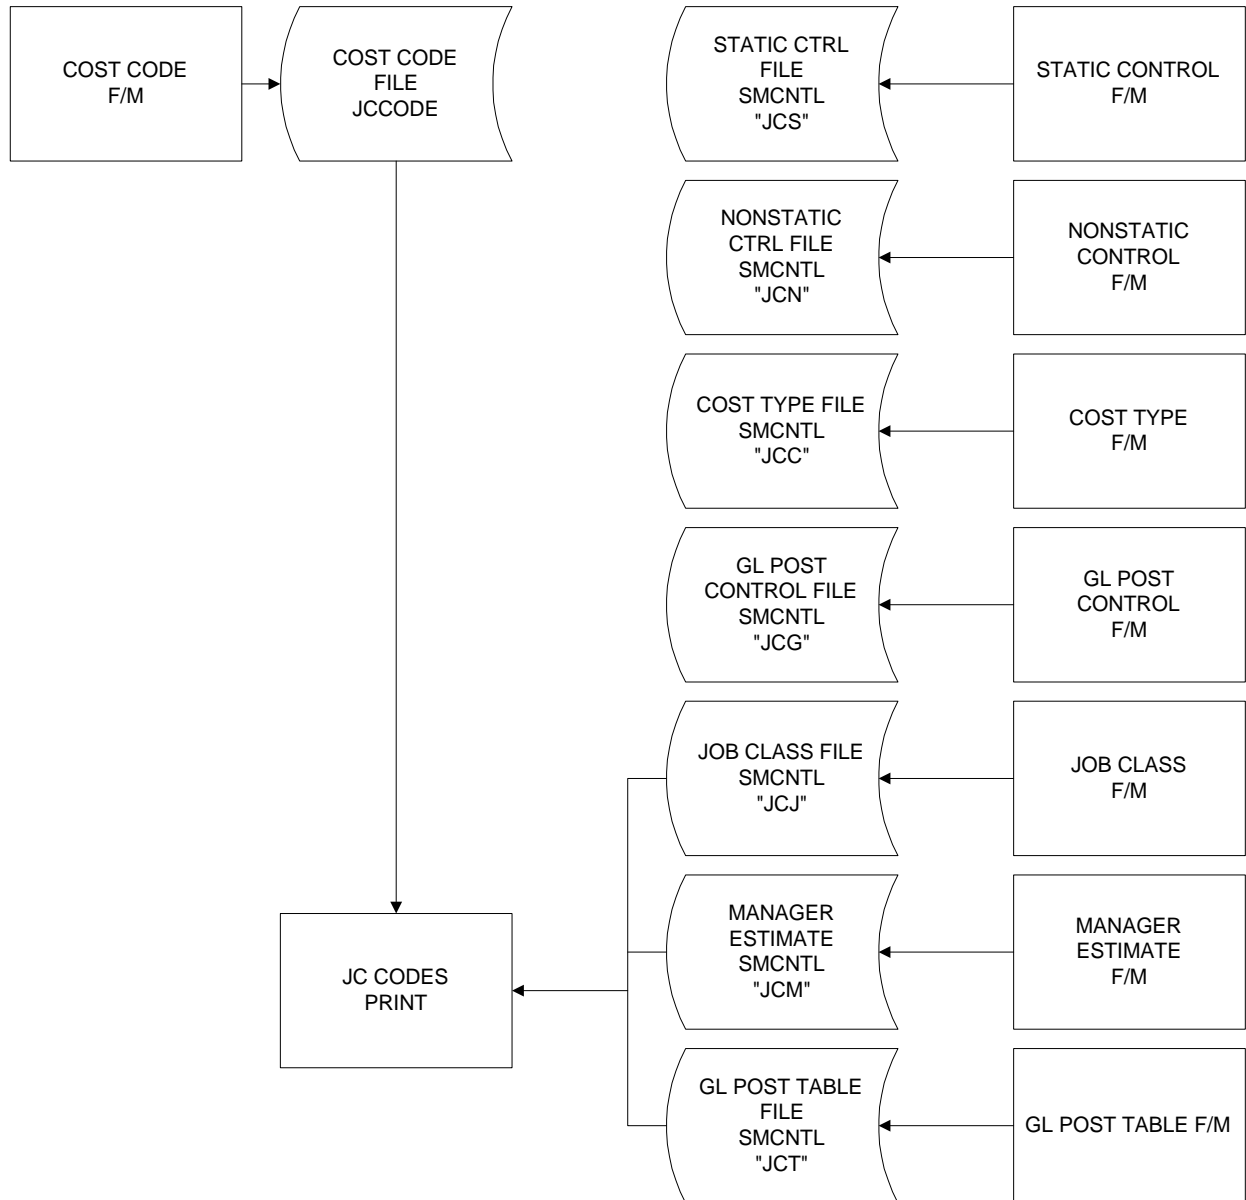 COST CODE
F/M
COST CODE
FILE
JCCODE
STATIC CTRL
FILE
SMCNTL
"JCS"
STATIC CONTROL
F/M
NONSTATIC
CTRL FILE
SMCNTL
"JCN"
NONSTATIC
CONTROL
F/M
COST TYPE FILE
SMCNTL
"JCC"
COST TYPE
F/M
GL POST
CONTROL FILE
SMCNTL
"JCG"
GL POST
CONTROL
F/M
JOB CLASS FILE
SMCNTL
"JCJ"
JOB CLASS
F/M
JC CODES
PRINT
MANAGER
ESTIMATE
SMCNTL
"JCM"
MANAGER
ESTIMATE
F/M
GL POST TABLE
FILE
SMCNTL
"JCT"
GL POST TABLE F/M